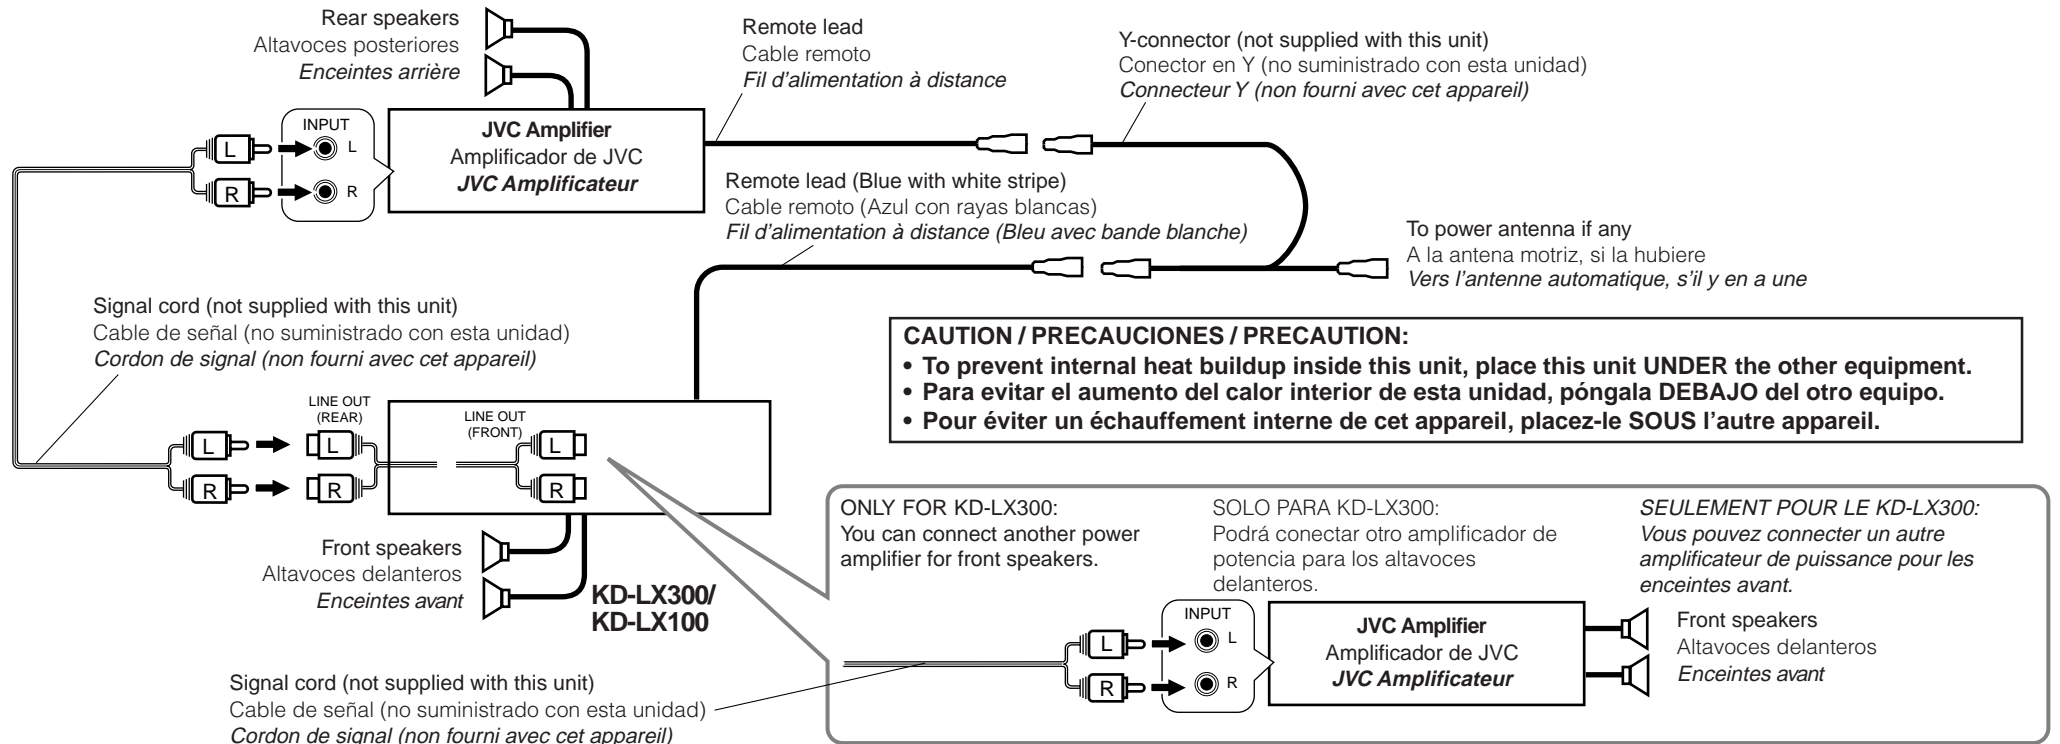 Rear speakers
Altavoces posteriores
Enceintes arrière
Remote lead
Cable remoto
Fil d'alimentation à distance
Y-connector (not supplied with this unit)
Conector en Y (no suministrado con esta unidad)
Connecteur Y (non fourni avec cet appareil)
INPUT
L
L
R
R
JVC Amplifier
Amplificador de JVC
JVC Amplificateur
Remote lead (Blue with white stripe)
Cable remoto (Azul con rayas blancas)
Fil d'alimentation à distance (Bleu avec bande blanche)
To power antenna if any
A la antena motriz, si la hubiere
Vers l'antenne automatique, s'il y en a une
Signal cord (not supplied with this unit)
Cable de señal (no suministrado con esta unidad)
Cordon de signal (non fourni avec cet appareil)
CAUTION / PRECAUCIONES / PRECAUTION:
• To prevent internal heat buildup inside this unit, place this unit UNDER the other equipment.
• Para evitar el aumento del calor interior de esta unidad, póngala DEBAJO del otro equipo.
• Pour éviter un échauffement interne de cet appareil, placez-le SOUS l'autre appareil.
LINE OUT
(REAR)
LINE OUT
(FRONT)
L
L
L
R
R
R
Front speakers
Altavoces delanteros
Enceintes avant
KD-LX300/
KD-LX100
ONLY FOR KD-LX300:
You can connect another power
amplifier for front speakers.
SOLO PARA KD-LX300:
Podrá conectar otro amplificador de
potencia para los altavoces
delanteros.
SEULEMENT POUR LE KD-LX300:
Vous pouvez connecter un autre
amplificateur de puissance pour les
enceintes avant.
INPUT
L
L
R
R
JVC Amplifier
Amplificador de JVC
JVC Amplificateur
Front speakers
Altavoces delanteros
Enceintes avant
Signal cord (not supplied with this unit)
Cable de señal (no suministrado con esta unidad)
Cordon de signal (non fourni avec cet appareil)